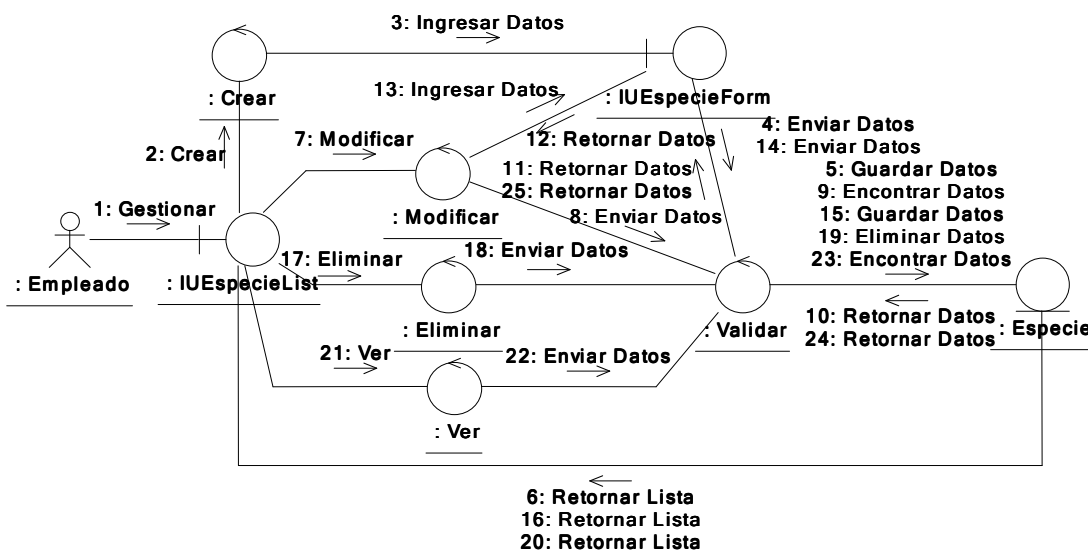 3: Ingresar Datos
: Crear
13: Ingresar Datos
: IUEspecieForm
2: Crear
7: Modificar
12: Retornar Datos
4: Enviar Datos
14: Enviar Datos
11: Retornar Datos
25: Retornar Datos
5: Guardar Datos
9: Encontrar Datos
15: Guardar Datos
19: Eliminar Datos
23: Encontrar Datos
1: Gestionar
: Modificar
8: Enviar Datos
17: Eliminar
18: Enviar Datos
: Empleado
: IUEspecieList
: Eliminar
: Validar
10: Retornar Datos
24: Retornar Datos
: Especie
21: Ver
22: Enviar Datos
: Ver
6: Retornar Lista
16: Retornar Lista
20: Retornar Lista